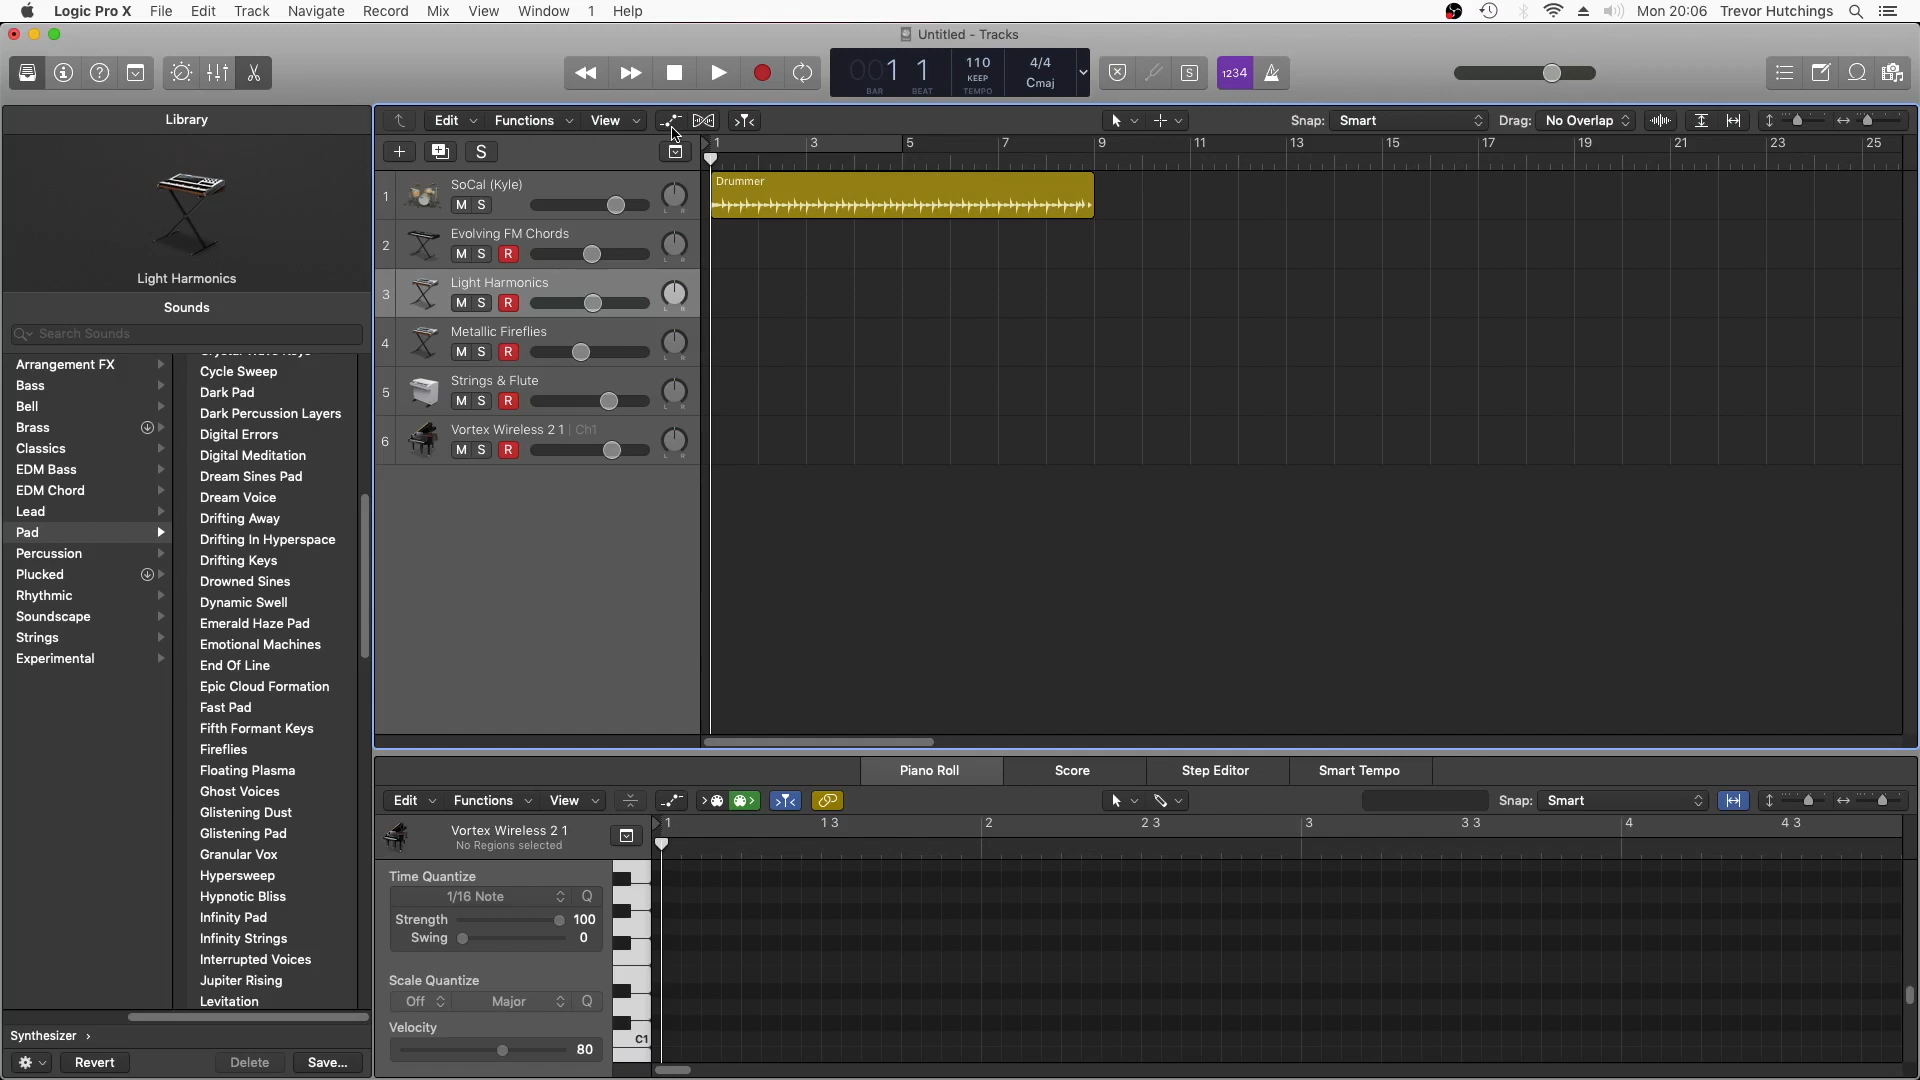 Logic Pro X File Edit Track Navigate Record Mix View Window 1 Help
Mon 20:06 Trevor Hutchings
Untitled - Tracks
001 1
BAR BEAT
110
KEEP
TEMPO
4/4
Cmaj
S
1234
Library
Light Harmonics
Sounds
Search Sounds
Arrangement FX
Bass
Bell
Brass
Classics
EDM Bass
EDM Chord
Lead
Pad
Percussion
Plucked
Rhythmic
Soundscape
Strings
Experimental
Cycle Sweep
Dark Pad
Dark Percussion Layers
Digital Errors
Digital Meditation
Dream Sines Pad
Dream Voice
Drifting Away
Drifting In Hyperspace
Drifting Keys
Drowned Sines
Dynamic Swell
Emerald Haze Pad
Emotional Machines
End Of Line
Epic Cloud Formation
Fast Pad
Fifth Formant Keys
Fireflies
Floating Plasma
Ghost Voices
Glistening Dust
Glistening Pad
Granular Vox
Hypersweep
Hypnotic Bliss
Infinity Pad
Infinity Strings
Interrupted Voices
Jupiter Rising
Levitation
Synthesizer ›
Revert Delete Save...
Edit Functions View
Snap: Smart Drag: No Overlap
S
1 3 5 7 9 11 13 15 17 19 21 23 25
1 SoCal (Kyle)
M S L R
Drummer
2 Evolving FM Chords
M S R L R
3 Light Harmonics
M S R L R
4 Metallic Fireflies
M S R L R
5 Strings & Flute
M S R L R
6 Vortex Wireless 2 1 | Ch1
M S R L R
Piano Roll Score Step Editor Smart Tempo
Edit Functions View
Snap: Smart
1 1 3 2 2 3 3 3 3 4 4 3
Vortex Wireless 2 1
No Regions selected
Time Quantize
1/16 Note Q
Strength 100
Swing 0
Scale Quantize
Off Major Q
Velocity
80
C1